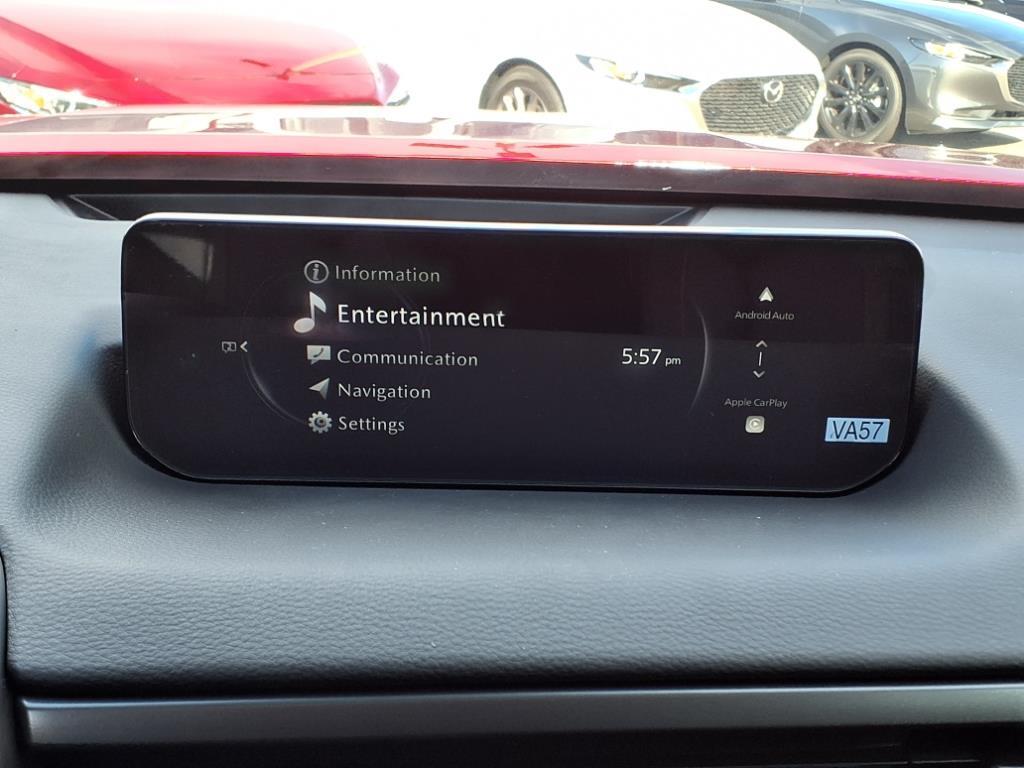 Information
Entertainment
Communication
Navigation
Settings
5:57 pm
Android Auto
Apple CarPlay
VA57